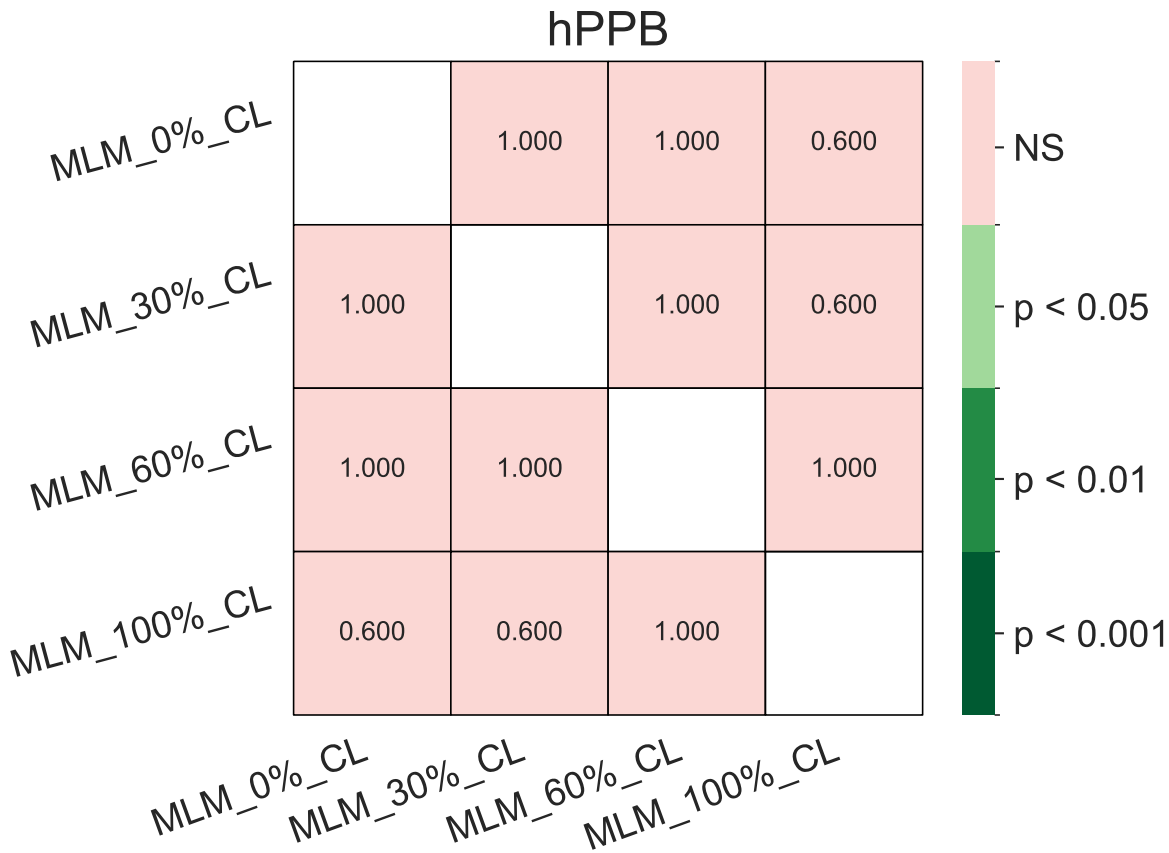 hPPB
MLM_0%_CL 1.000 1.000 0.600
MLM_30%_CL 1.000 1.000 0.600
MLM_60%_CL 1.000 1.000 1.000
MLM_100%_CL 0.600 0.600 1.000
MLM_0%_CL
MLM_30%_CL
MLM_60%_CL
MLM_100%_CL
NS
p < 0.05
p < 0.01
p < 0.001